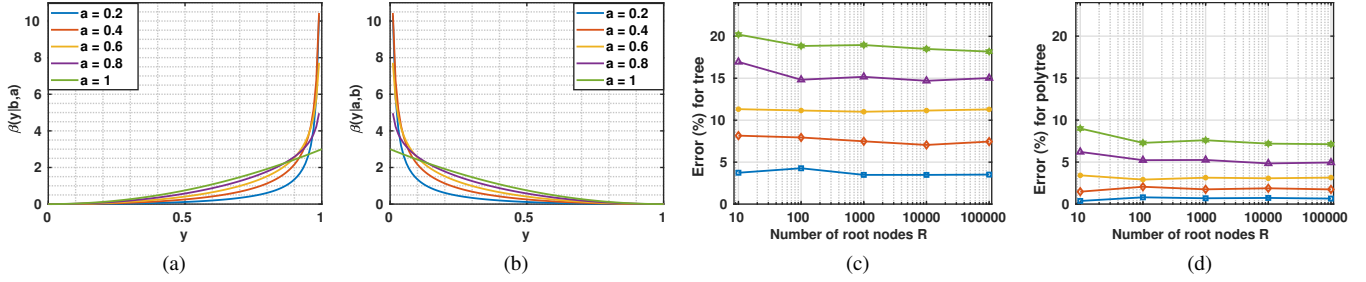 β(y|b,a)
10
8
6
4
2
0
0
0.5
1
y
a = 0.2
a = 0.4
a = 0.6
a = 0.8
a = 1
(a)
β(y|a,b)
10
8
6
4
2
0
0
0.5
1
y
a = 0.2
a = 0.4
a = 0.6
a = 0.8
a = 1
(b)
Error (%) for tree
20
15
10
5
0
10
100
1000
10000
100000
Number of root nodes R
(c)
Error (%) for polytree
20
15
10
5
0
10
100
1000
10000
100000
Number of root nodes R
(d)